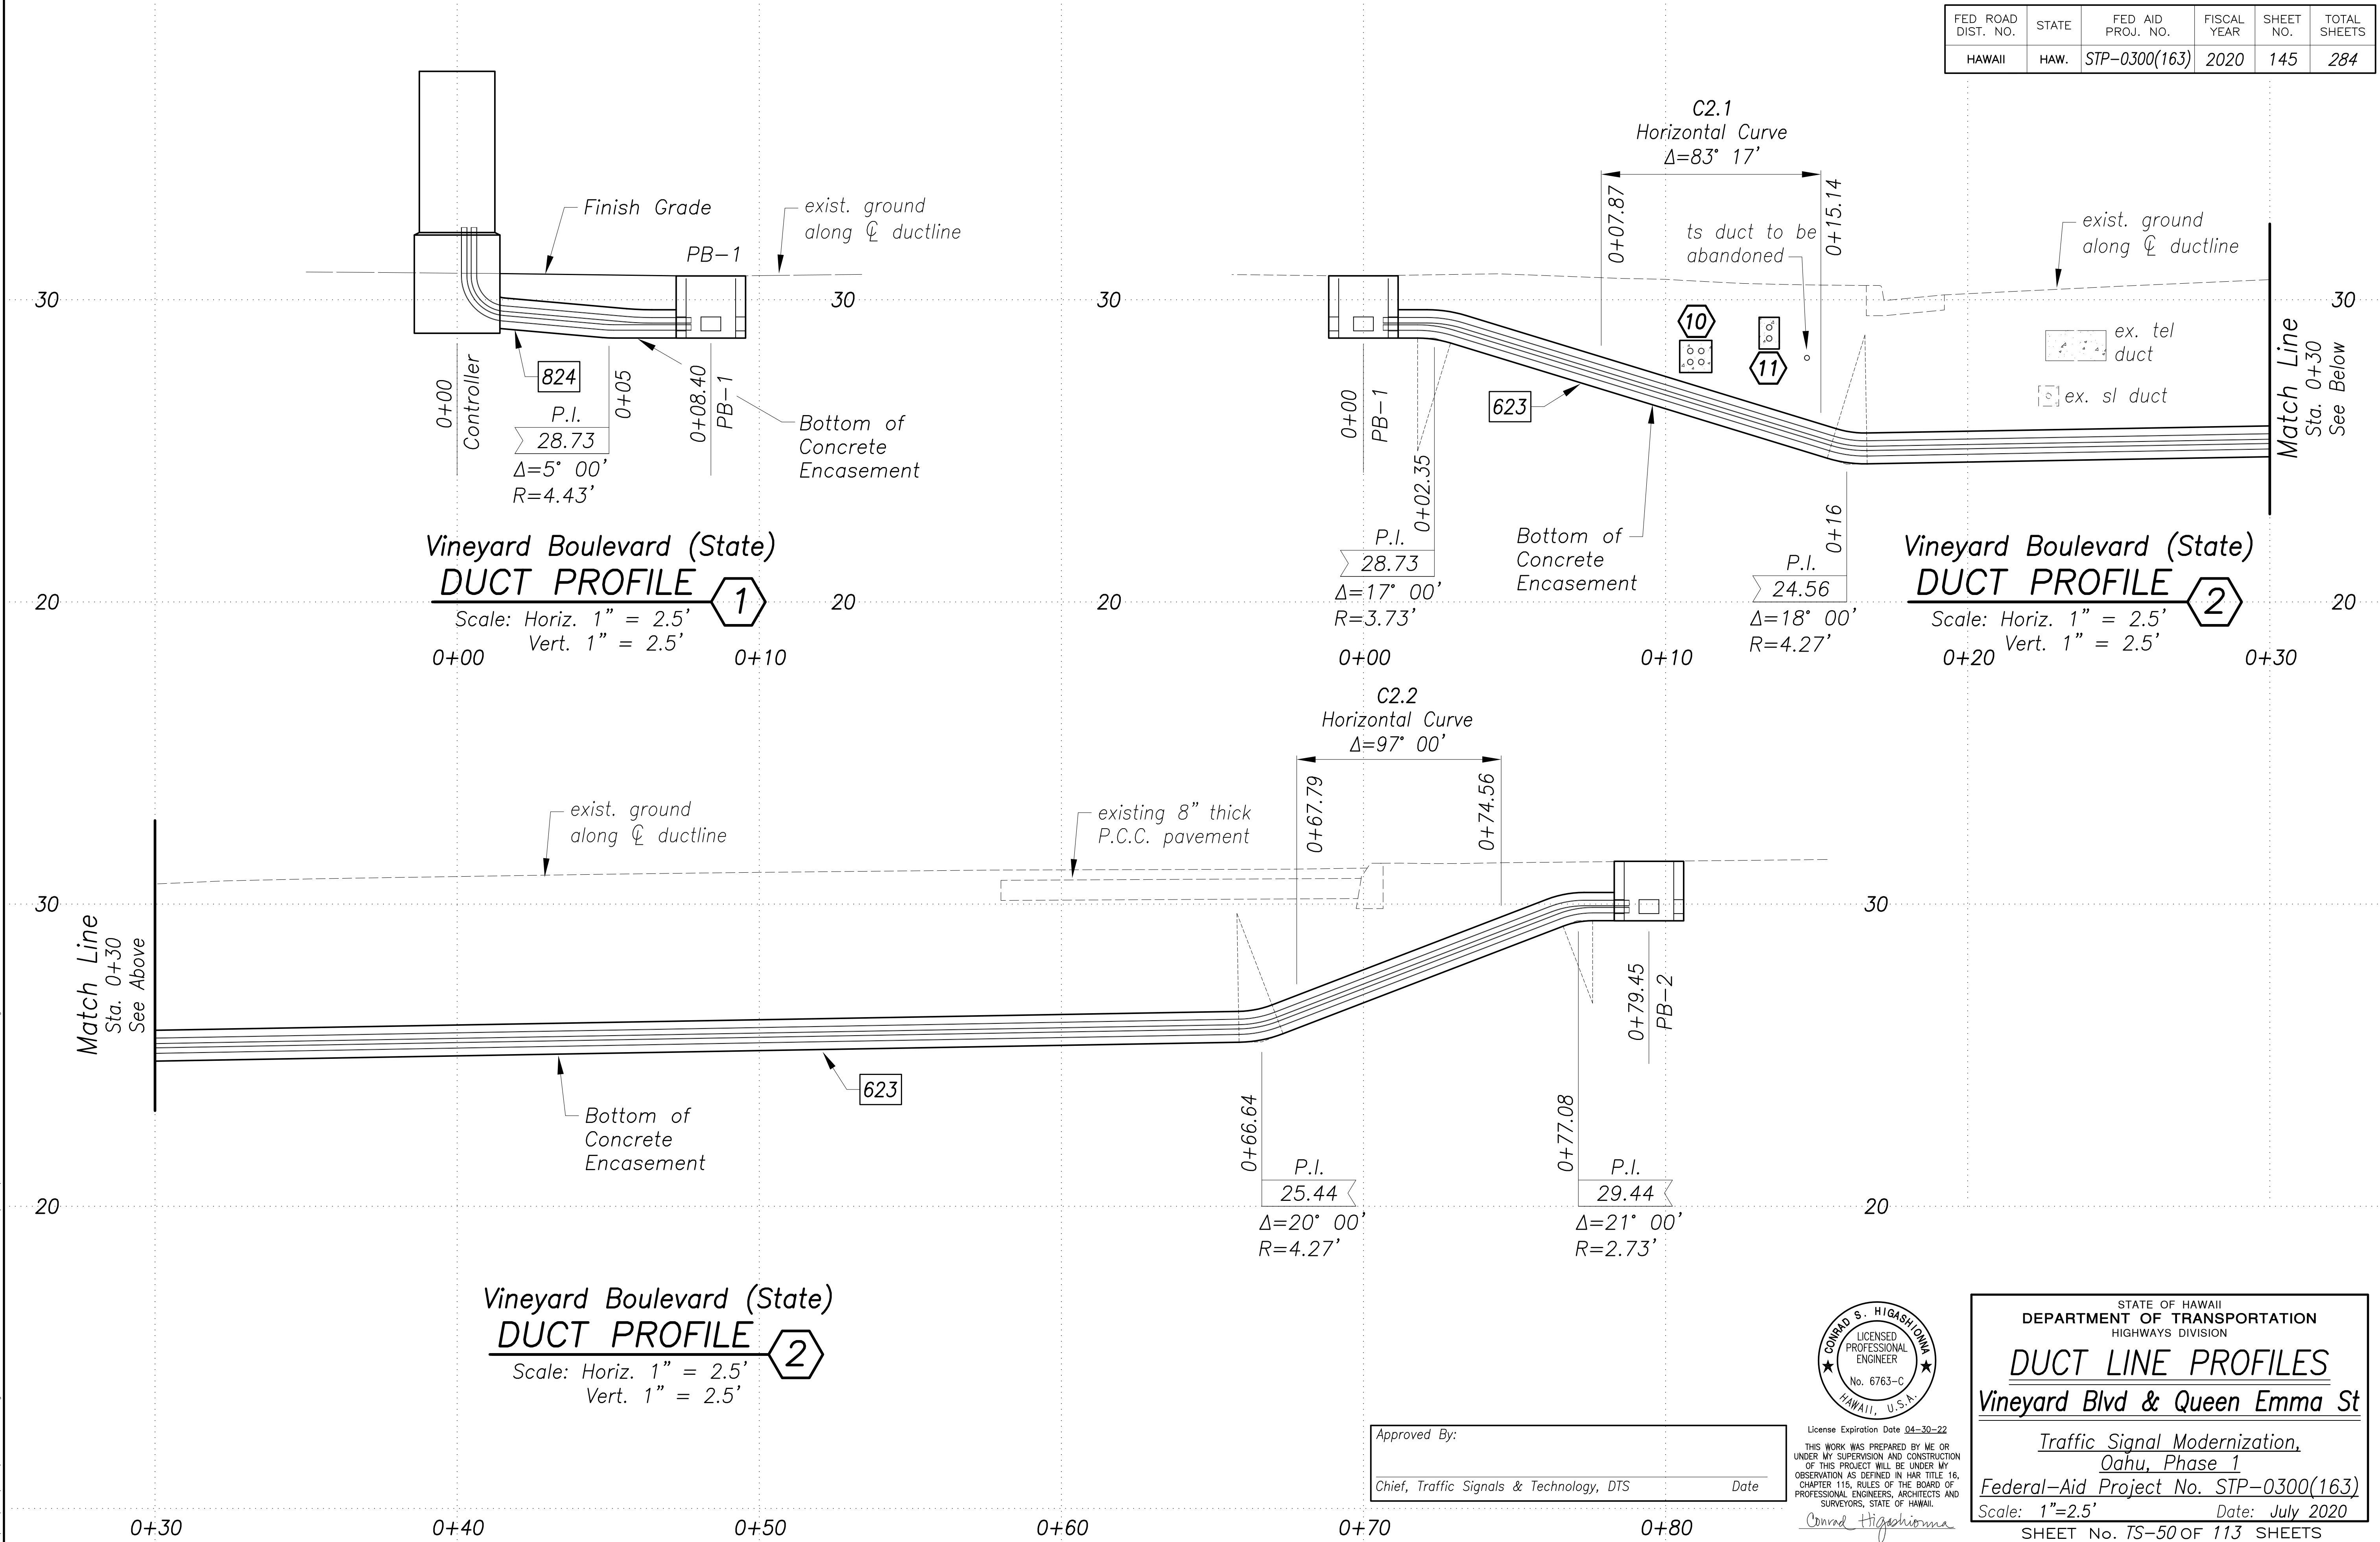 FED ROAD DIST. NO.
STATE
FED AID PROJ. NO.
FISCAL YEAR
SHEET NO.
TOTAL SHEETS
HAWAII
HAW.
STP-0300(163)
2020
145
284
Finish Grade
exist. ground
along ℄ ductline
PB-1
30
30
824
0+00
Controller
P.I.
28.73
Δ=5° 00'
R=4.43'
0+05
0+08.40
PB-1
Bottom of
Concrete
Encasement
Vineyard Boulevard (State)
DUCT PROFILE
1
Scale: Horiz. 1" = 2.5'
Vert. 1" = 2.5'
20
20
0+00
0+10
C2.1
Horizontal Curve
Δ=83° 17'
0+07.87
0+15.14
ts duct to be
abandoned
exist. ground
along ℄ ductline
30
30
10
11
ex. tel
duct
ex. sl duct
Match Line
Sta. 0+30
See Below
623
0+00
PB-1
0+02.35
P.I.
28.73
Δ=17° 00'
R=3.73'
Bottom of
Concrete
Encasement
0+16
P.I.
24.56
Δ=18° 00'
R=4.27'
Vineyard Boulevard (State)
DUCT PROFILE
2
Scale: Horiz. 1" = 2.5'
Vert. 1" = 2.5'
20
20
0+00
0+10
0+20
0+30
C2.2
Horizontal Curve
Δ=97° 00'
0+67.79
0+74.56
exist. ground
along ℄ ductline
existing 8" thick
P.C.C. pavement
30
30
Match Line
Sta. 0+30
See Above
623
Bottom of
Concrete
Encasement
0+66.64
P.I.
25.44
Δ=20° 00'
R=4.27'
0+77.08
P.I.
29.44
Δ=21° 00'
R=2.73'
0+79.45
PB-2
20
20
Vineyard Boulevard (State)
DUCT PROFILE
2
Scale: Horiz. 1" = 2.5'
Vert. 1" = 2.5'
0+30
0+40
0+50
0+60
0+70
0+80
Approved By:
Chief, Traffic Signals & Technology, DTS
Date
CONRAD S. HIGASHIONNA
LICENSED
PROFESSIONAL
ENGINEER
No. 6763-C
HAWAII, U.S.A.
License Expiration Date 04-30-22
THIS WORK WAS PREPARED BY ME OR
UNDER MY SUPERVISION AND CONSTRUCTION
OF THIS PROJECT WILL BE UNDER MY
OBSERVATION AS DEFINED IN HAR TITLE 16,
CHAPTER 115, RULES OF THE BOARD OF
PROFESSIONAL ENGINEERS, ARCHITECTS AND
SURVEYORS, STATE OF HAWAII.
Conrad Higashionna
STATE OF HAWAII
DEPARTMENT OF TRANSPORTATION
HIGHWAYS DIVISION
DUCT LINE PROFILES
Vineyard Blvd & Queen Emma St
Traffic Signal Modernization,
Oahu, Phase 1
Federal-Aid Project No. STP-0300(163)
Scale: 1"=2.5'
Date: July 2020
SHEET No. TS-50 OF 113 SHEETS